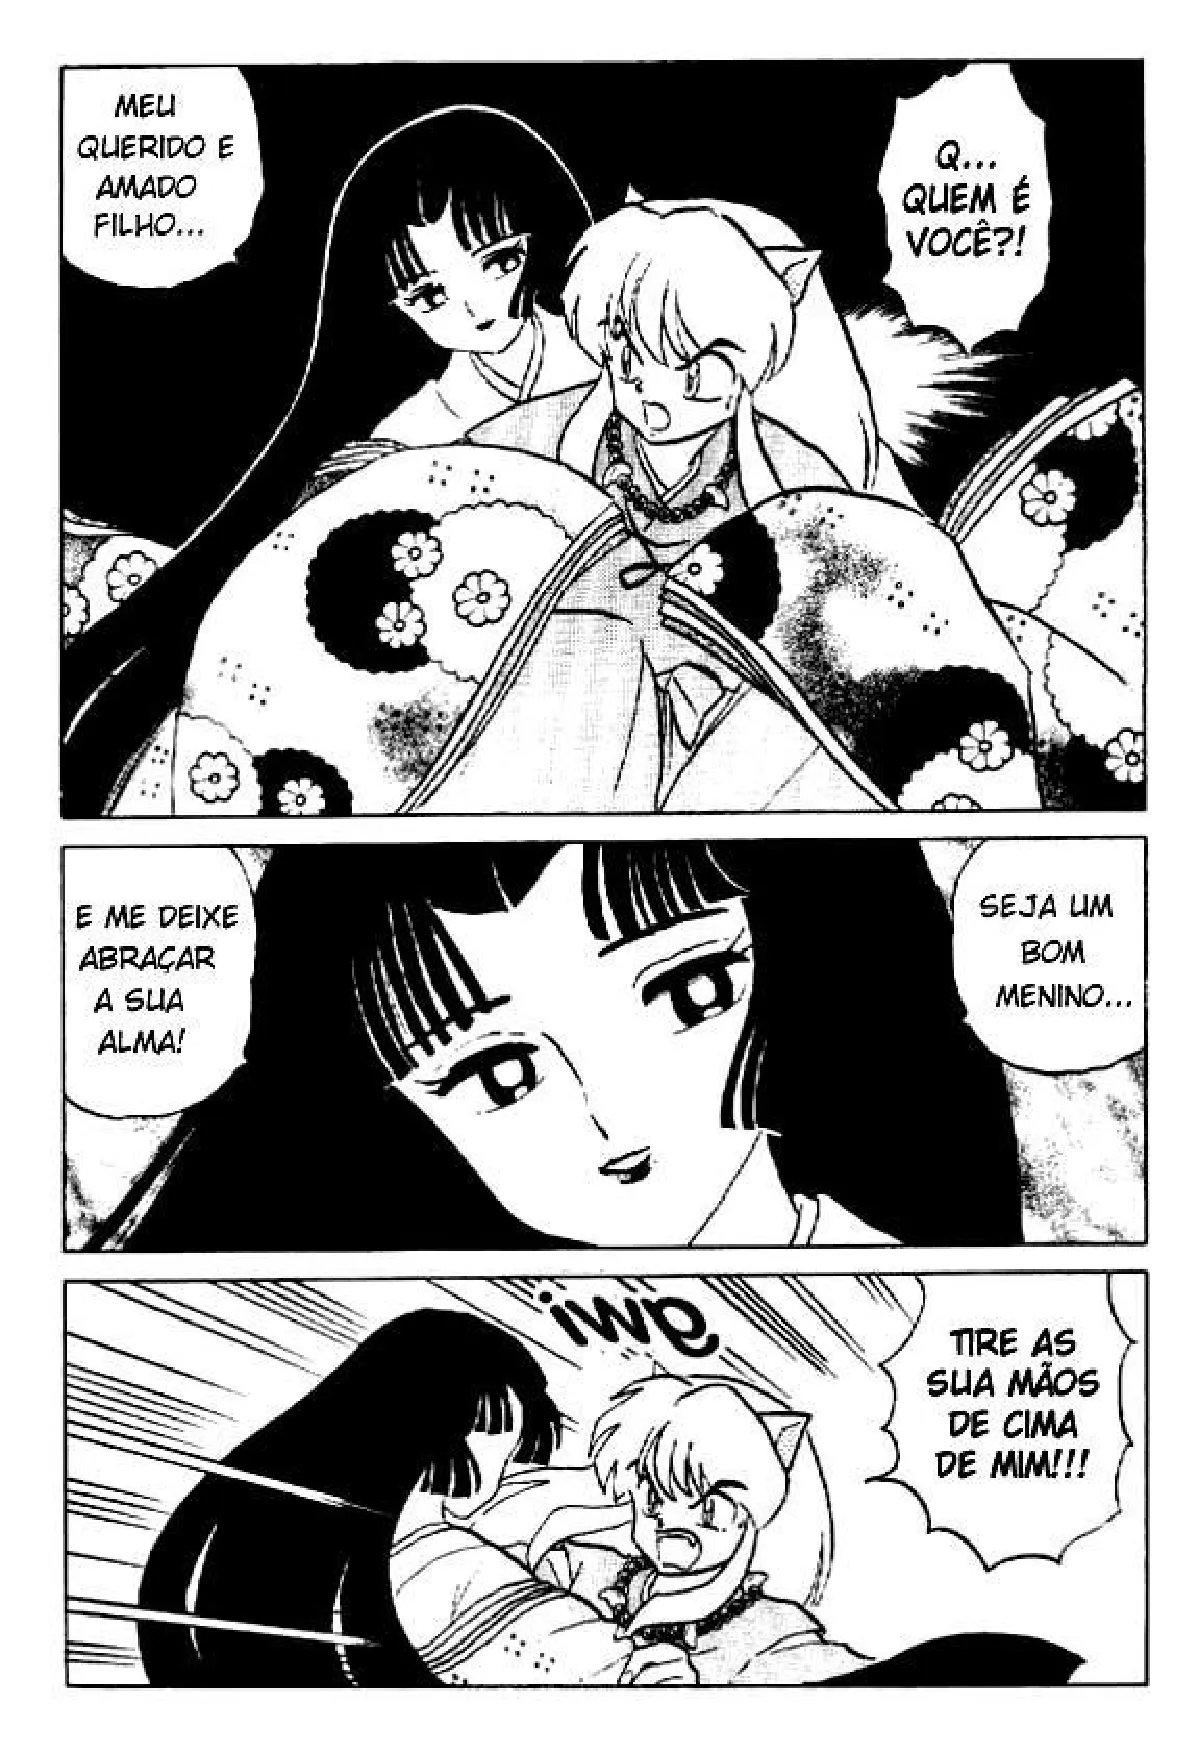 Q...
QUEM É
VOCÊ?!
MEU
QUERIDO E
AMADO
FILHO...
SEJA UM
BOM
MENINO...
E ME DEIXE
ABRAÇAR
A SUA
ALMA!
TIRE AS
SUA MÃOS
DE CIMA
DE MIM!!!